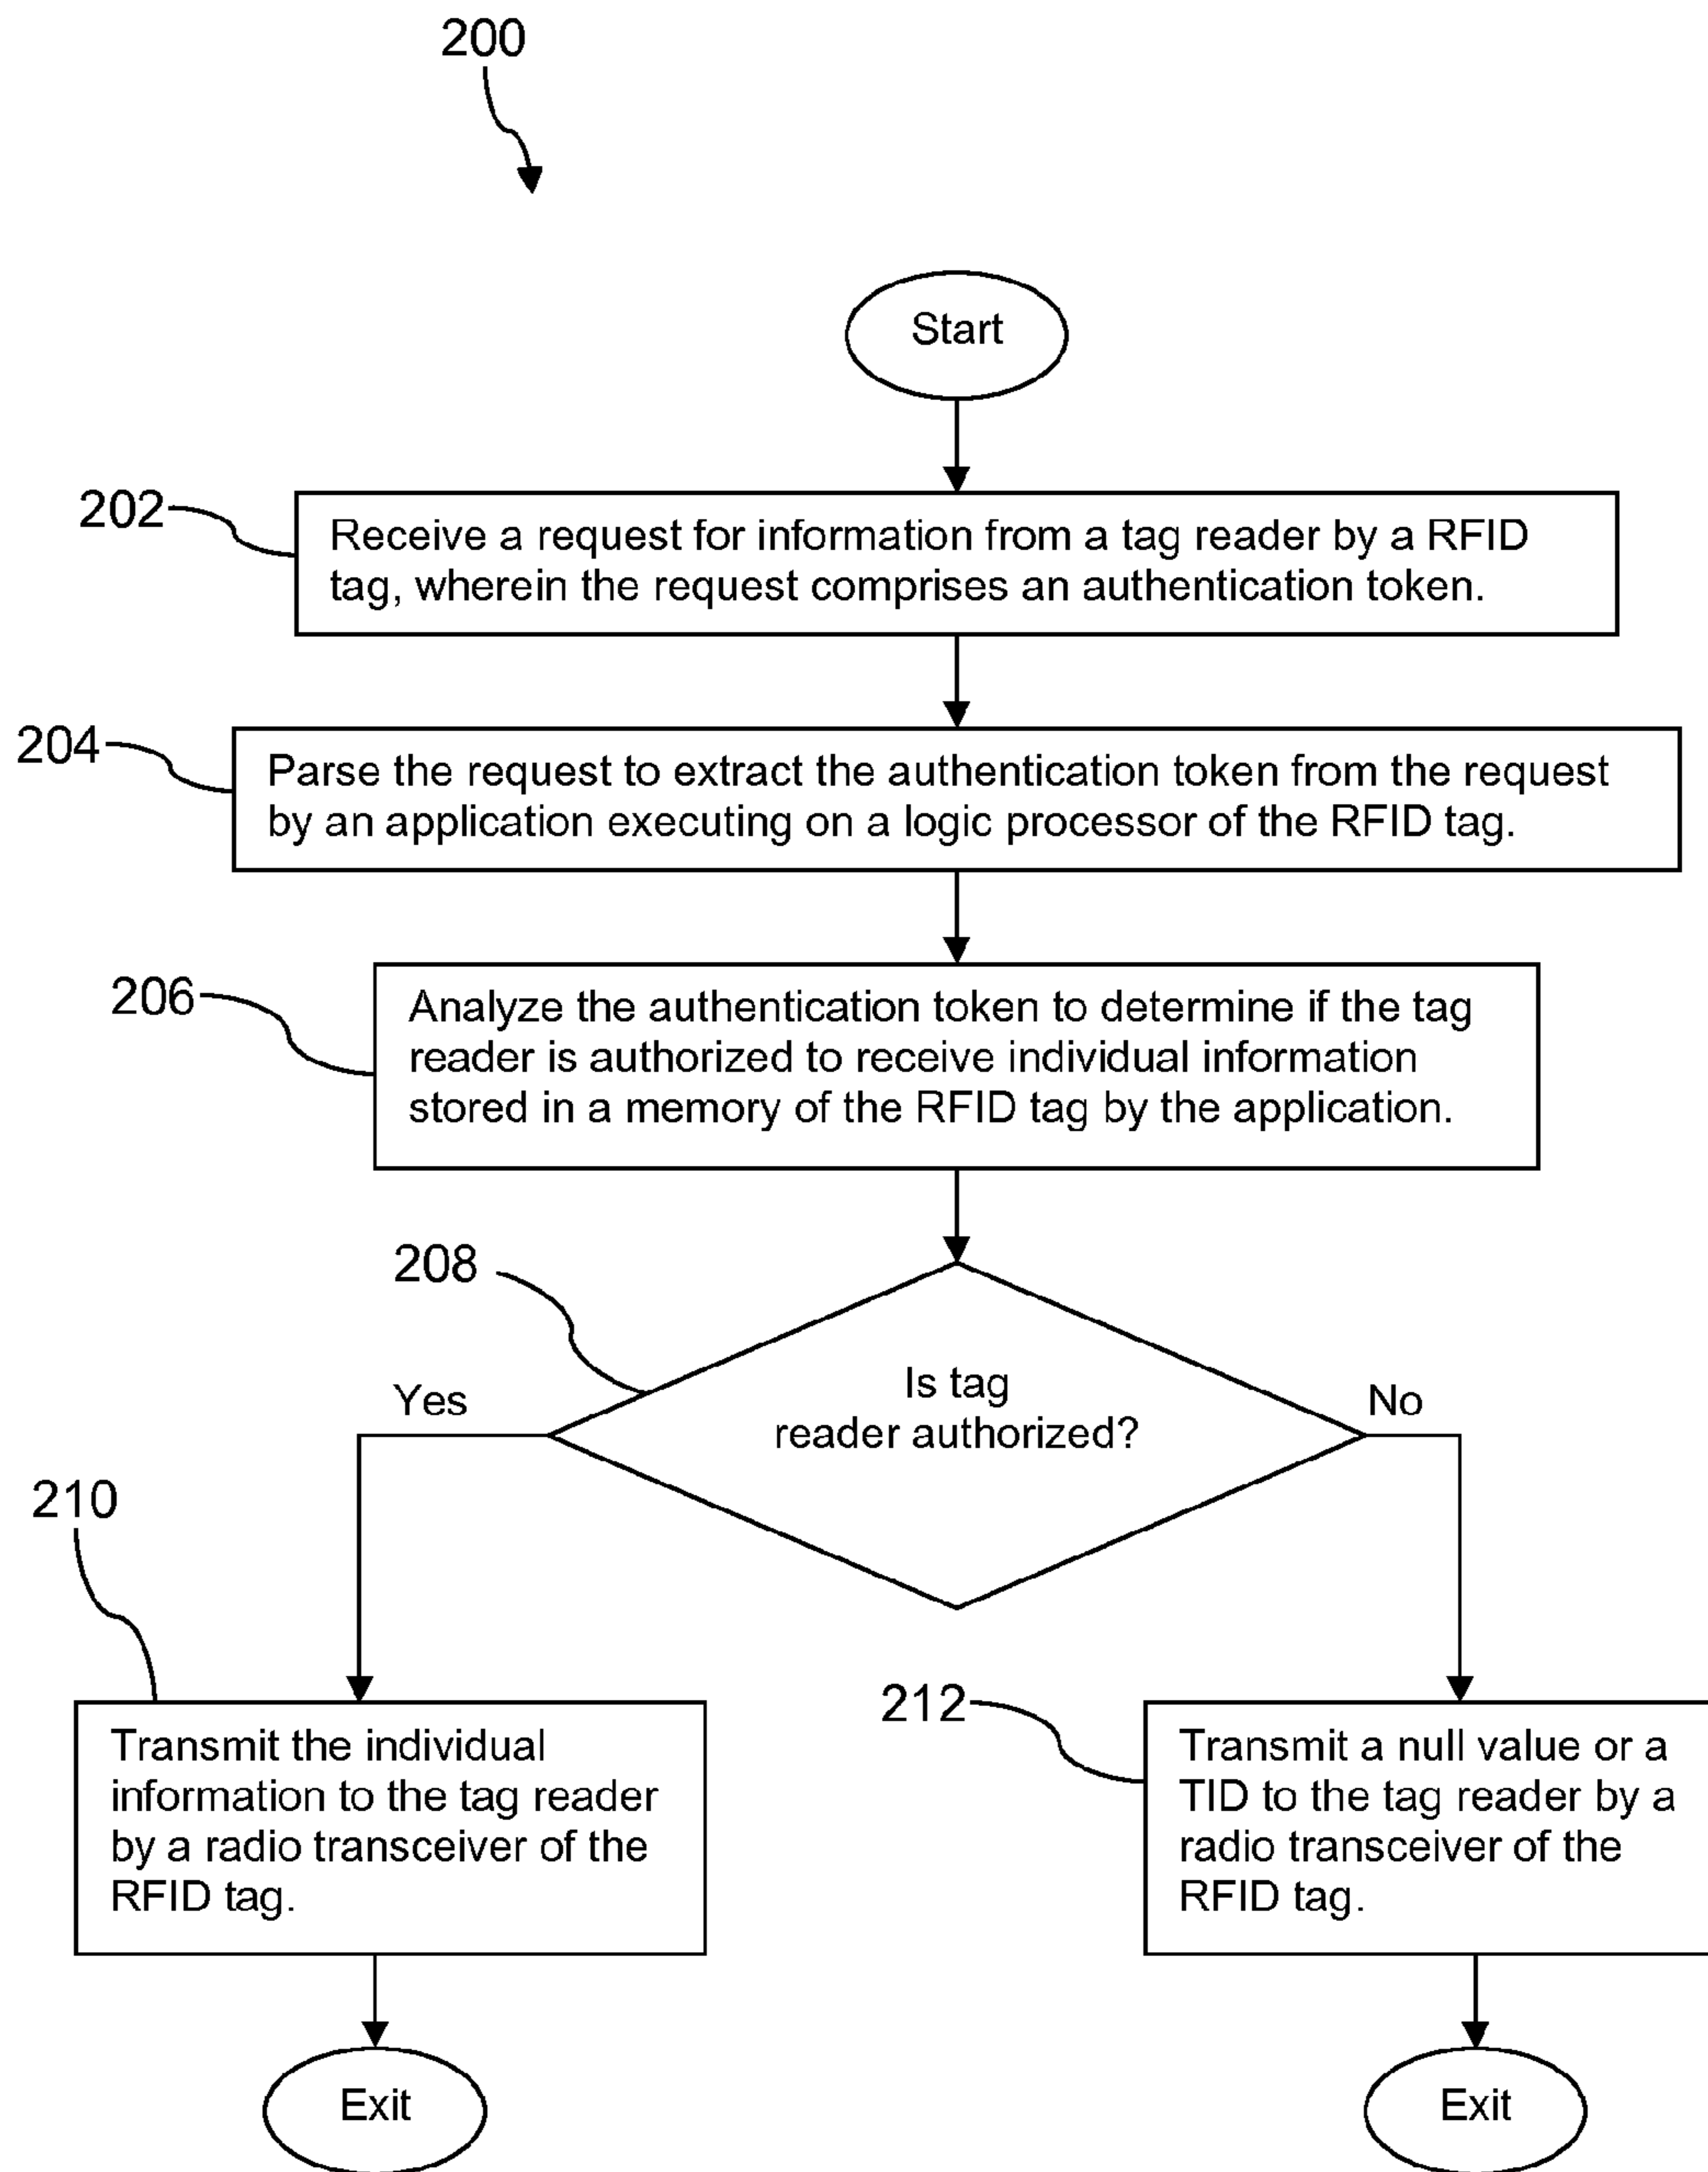 200
Start
202
Receive a request for information from a tag reader by a RFID
tag, wherein the request comprises an authentication token.
204
Parse the request to extract the authentication token from the request
by an application executing on a logic processor of the RFID tag.
206
Analyze the authentication token to determine if the tag
reader is authorized to receive individual information
stored in a memory of the RFID tag by the application.
208
Is tag
reader authorized?
Yes
No
210
Transmit the individual
information to the tag reader
by a radio transceiver of the
RFID tag.
212
Transmit a null value or a
TID to the tag reader by a
radio transceiver of the
RFID tag.
Exit
Exit